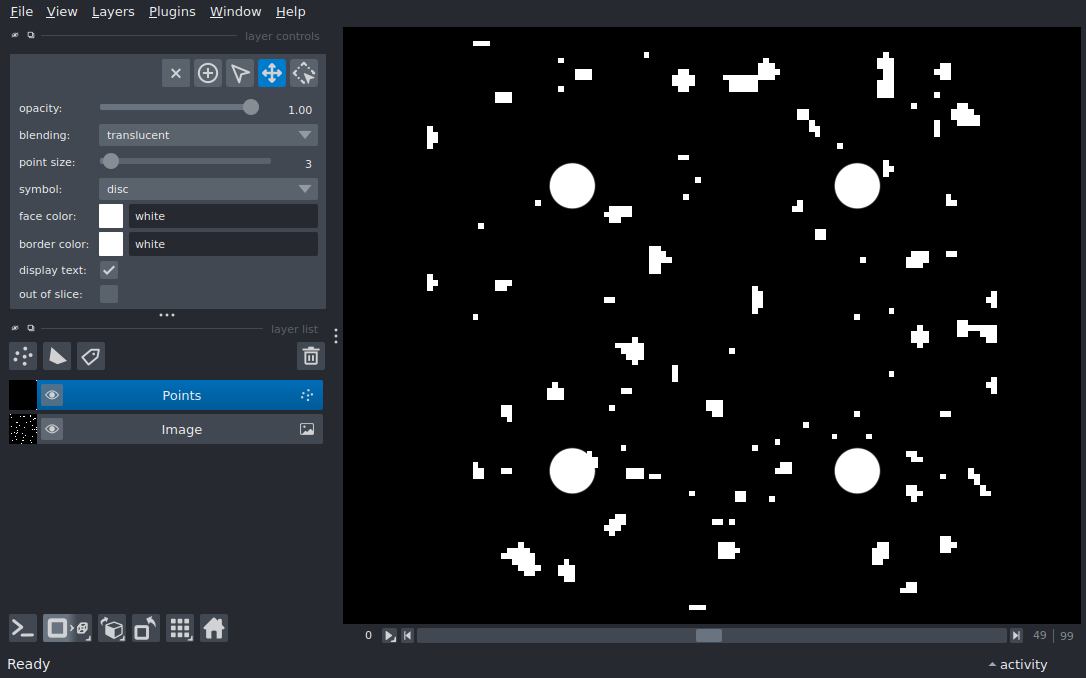 File View Layers Plugins Window Help
layer controls
opacity: 1.00
blending: translucent
point size: 3
symbol: disc
face color: white
border color: white
display text:
out of slice:
layer list
Points
Image
0 49 99
Ready activity